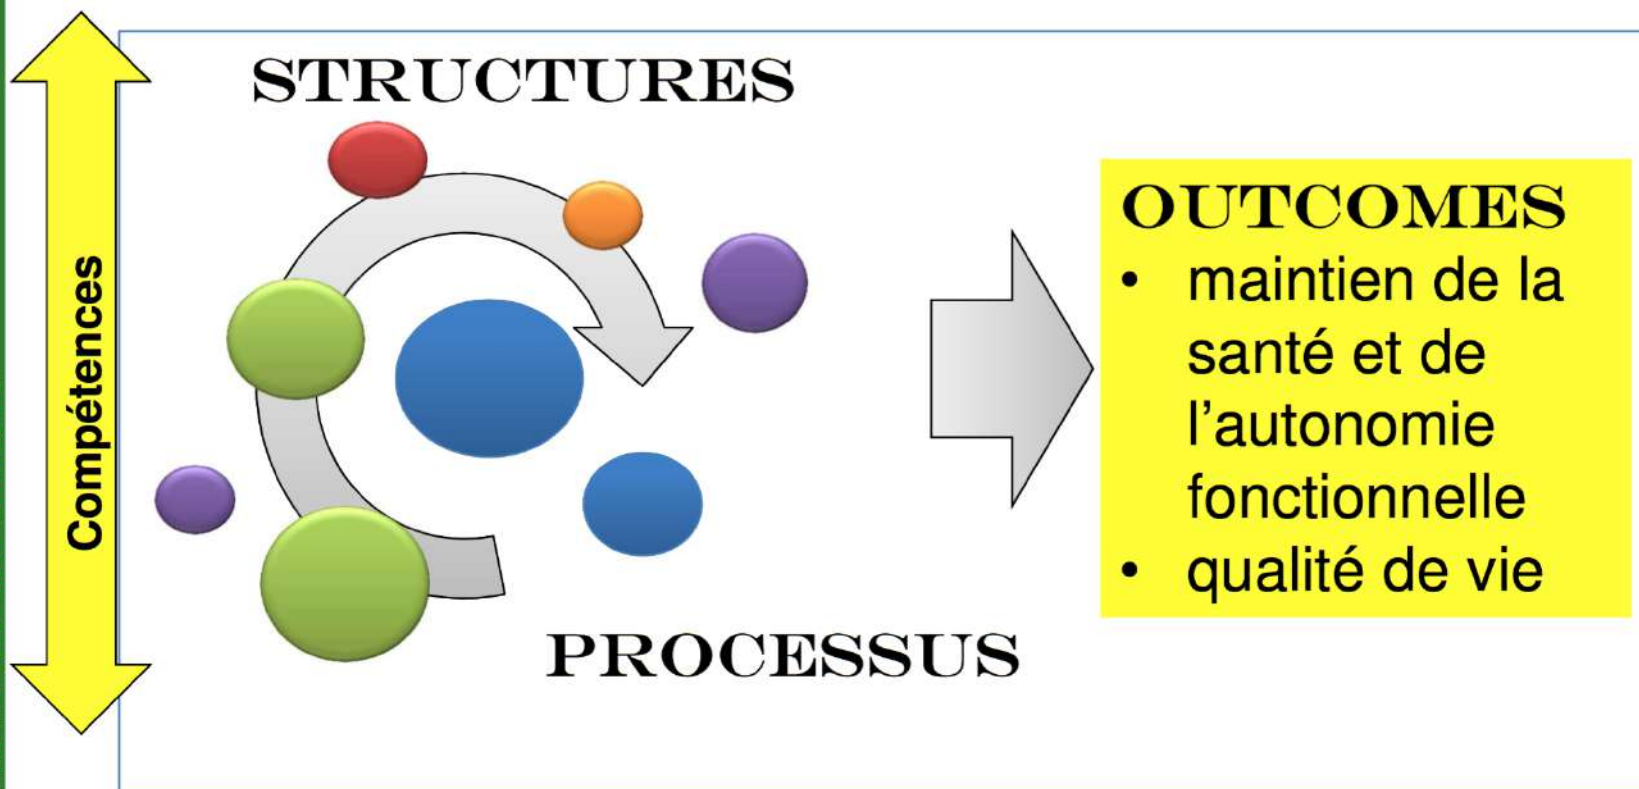 Compétences
STRUCTURES
PROCESSUS
OUTCOMES
• maintien de la
santé et de
l'autonomie
fonctionnelle
• qualité de vie